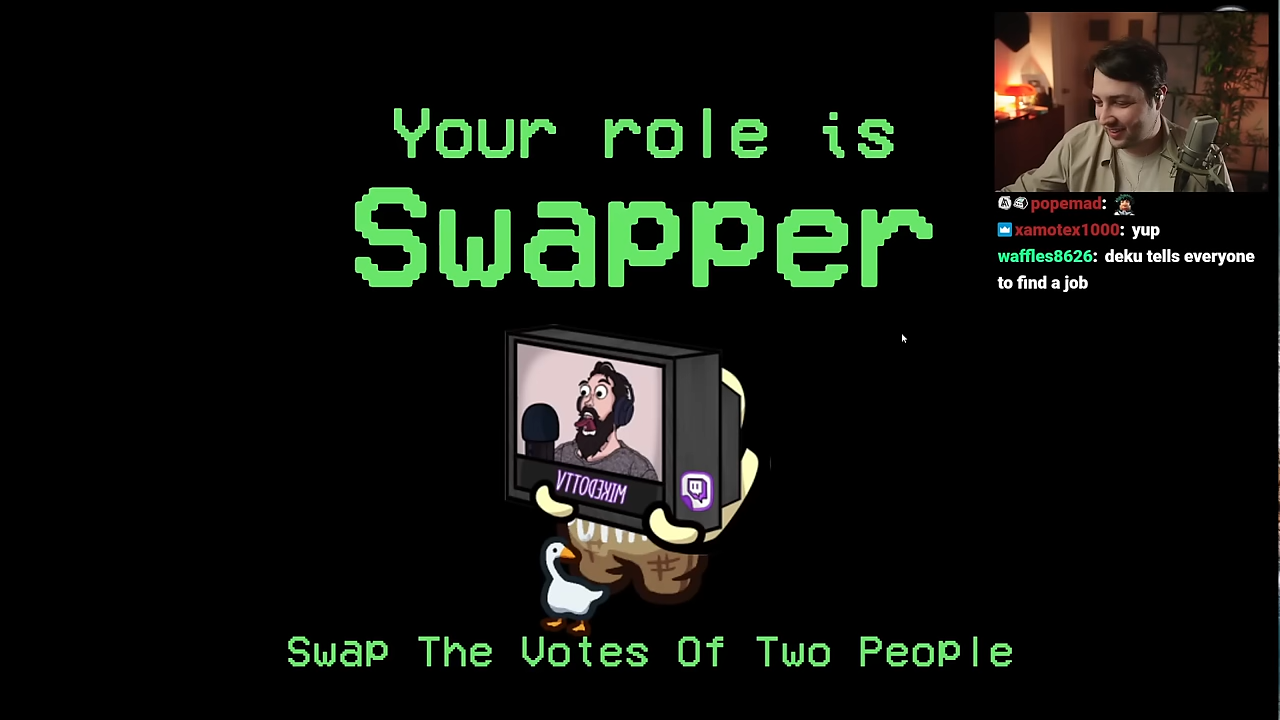 Your role is
Swapper
popemad:
xamotex1000: yup
waffles8626: deku tells everyone
to find a job
MIKEDOTTV
Swap The Votes Of Two People